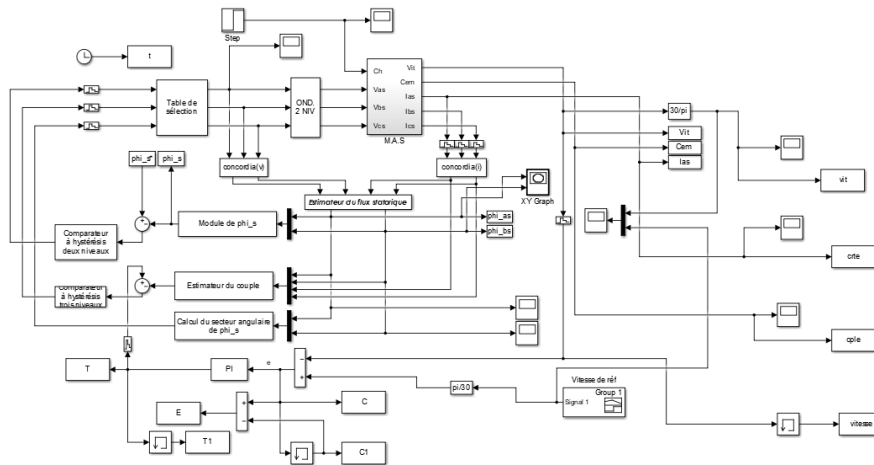 Step
t
Table de
sélection
OND.
2 NIV
Ch
Vas
Vbs
Vcs
Vit
Cem
Ias
Ibs
Ics
M.A.S
30/pi
Vit
Cem
Ias
vit
phi_s*
phi_s
concordia(v)
concordia(i)
Estimateur du flux statorique
XY Graph
Module de phi_s
phi_as
phi_bs
Comparateur
à hystérésis
deux niveaux
crte
Estimateur du couple
Comparateur
à hystérésis
trois niveaux
Calcul du secteur angulaire
de phi_s
cple
T
PI
e
pi/30
Vitesse de réf
Group 1
Signal 1
E
C
T1
C1
vitesse